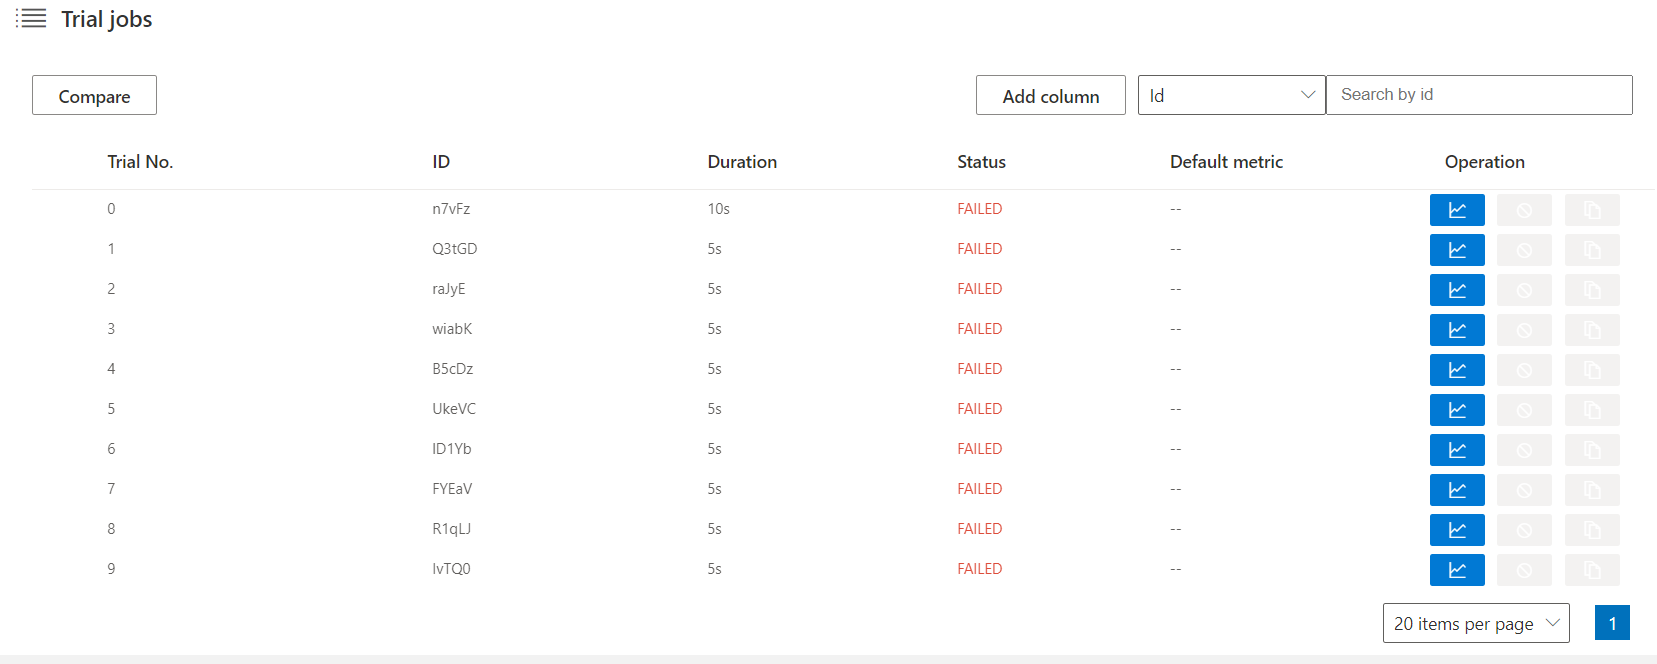 Trial jobs
Compare Add column Id Search by id
Trial No. ID Duration Status Default metric Operation
0 n7vFz 10s FAILED --
1 Q3tGD 5s FAILED --
2 raJyE 5s FAILED --
3 wiabK 5s FAILED --
4 B5cDz 5s FAILED --
5 UkeVC 5s FAILED --
6 ID1Yb 5s FAILED --
7 FYEaV 5s FAILED --
8 R1qLJ 5s FAILED --
9 IvTQ0 5s FAILED --
20 items per page 1